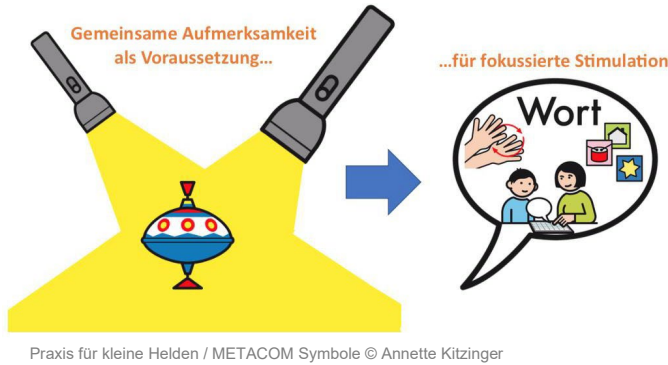 Gemeinsame Aufmerksamkeit
als Voraussetzung...
...für fokussierte Stimulation
Wort
Praxis für kleine Helden / METACOM Symbole © Annette Kitzinger